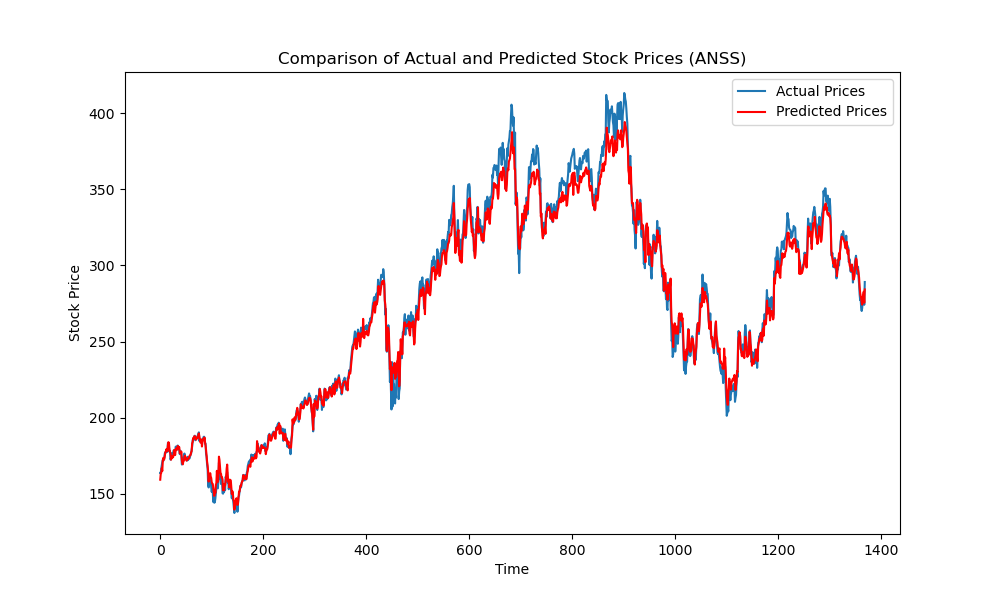 Comparison of Actual and Predicted Stock Prices (ANSS)
Actual Prices
Predicted Prices
Stock Price
400
350
300
250
200
150
0 200 400 600 800 1000 1200 1400
Time